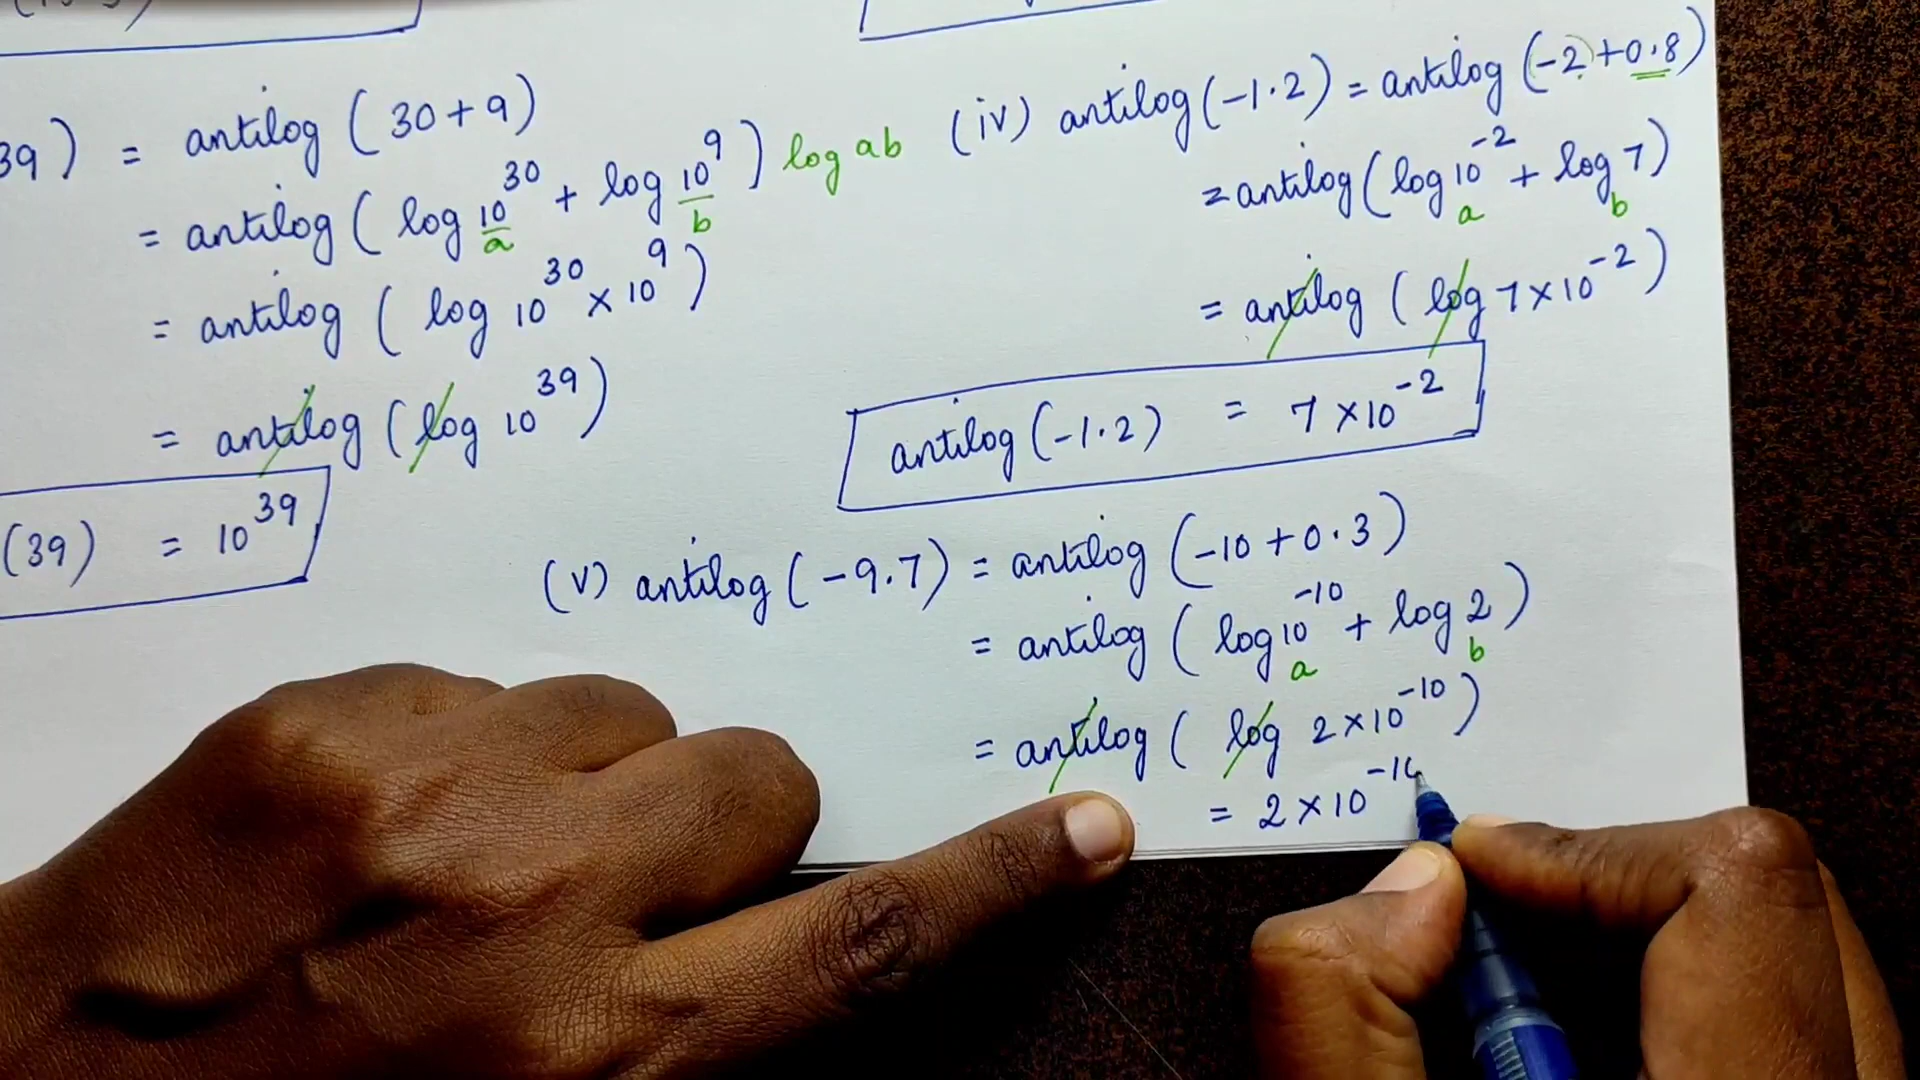 39) = antilog (30 + 9)
= antilog ( log 10^30 + log 10^9 ) log ab
a b
= antilog ( log 10^30 × 10^9 )
= antilog ( log 10^39 )
(39) = 10^39
(iv) antilog (-1.2) = antilog (-2 + 0.8)
= antilog ( log 10^-2 + log 7 )
a b
= antilog ( log 7 × 10^-2 )
antilog (-1.2) = 7 × 10^-2
(v) antilog (-9.7) = antilog (-10 + 0.3)
= antilog ( log 10^-10 + log 2 )
a b
= antilog ( log 2 × 10^-10 )
= 2 × 10^-10